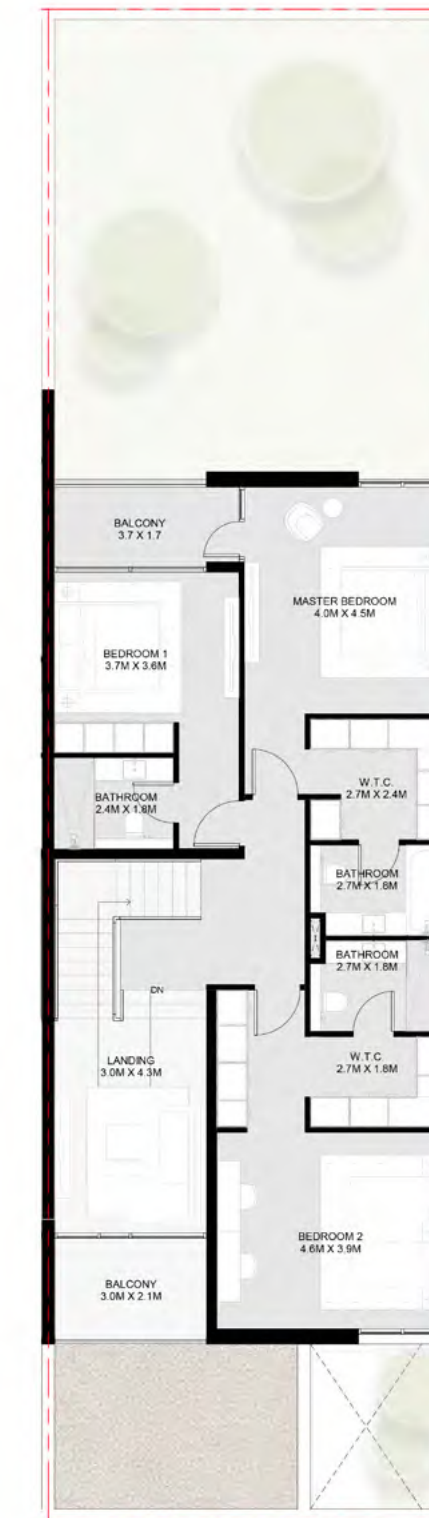 BALCONY
3.7 X 1.7
MASTER BEDROOM
4.0M X 4.5M
BEDROOM 1
3.7M X 3.6M
W.T.C.
2.7M X 2.4M
BATHROOM
2.4M X 1.8M
BATHROOM
2.7M X 1.8M
BATHROOM
2.7M X 1.8M
DN
LANDING
3.0M X 4.3M
W.T.C
2.7M X 1.8M
BEDROOM 2
4.6M X 3.9M
BALCONY
3.0M X 2.1M